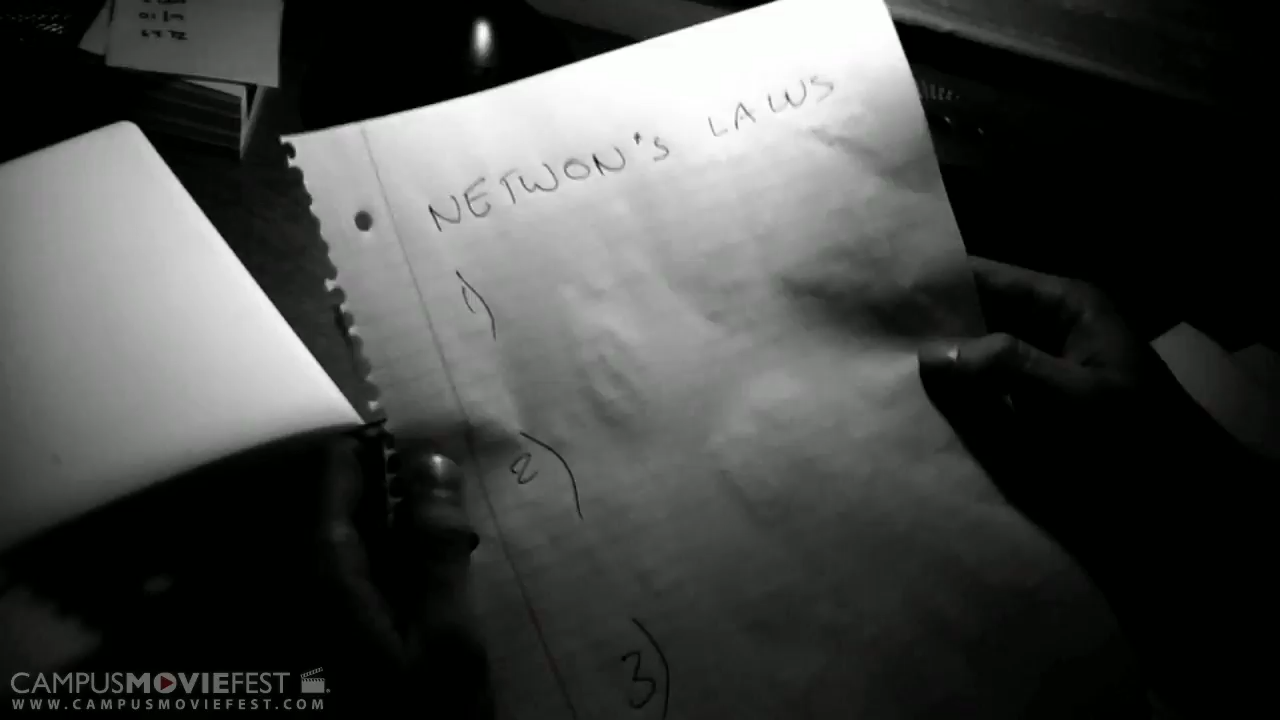 NETWON'S LAWS
1)
2)
3)
CAMPUSMOVIEFEST
WWW.CAMPUSMOVIEFEST.COM